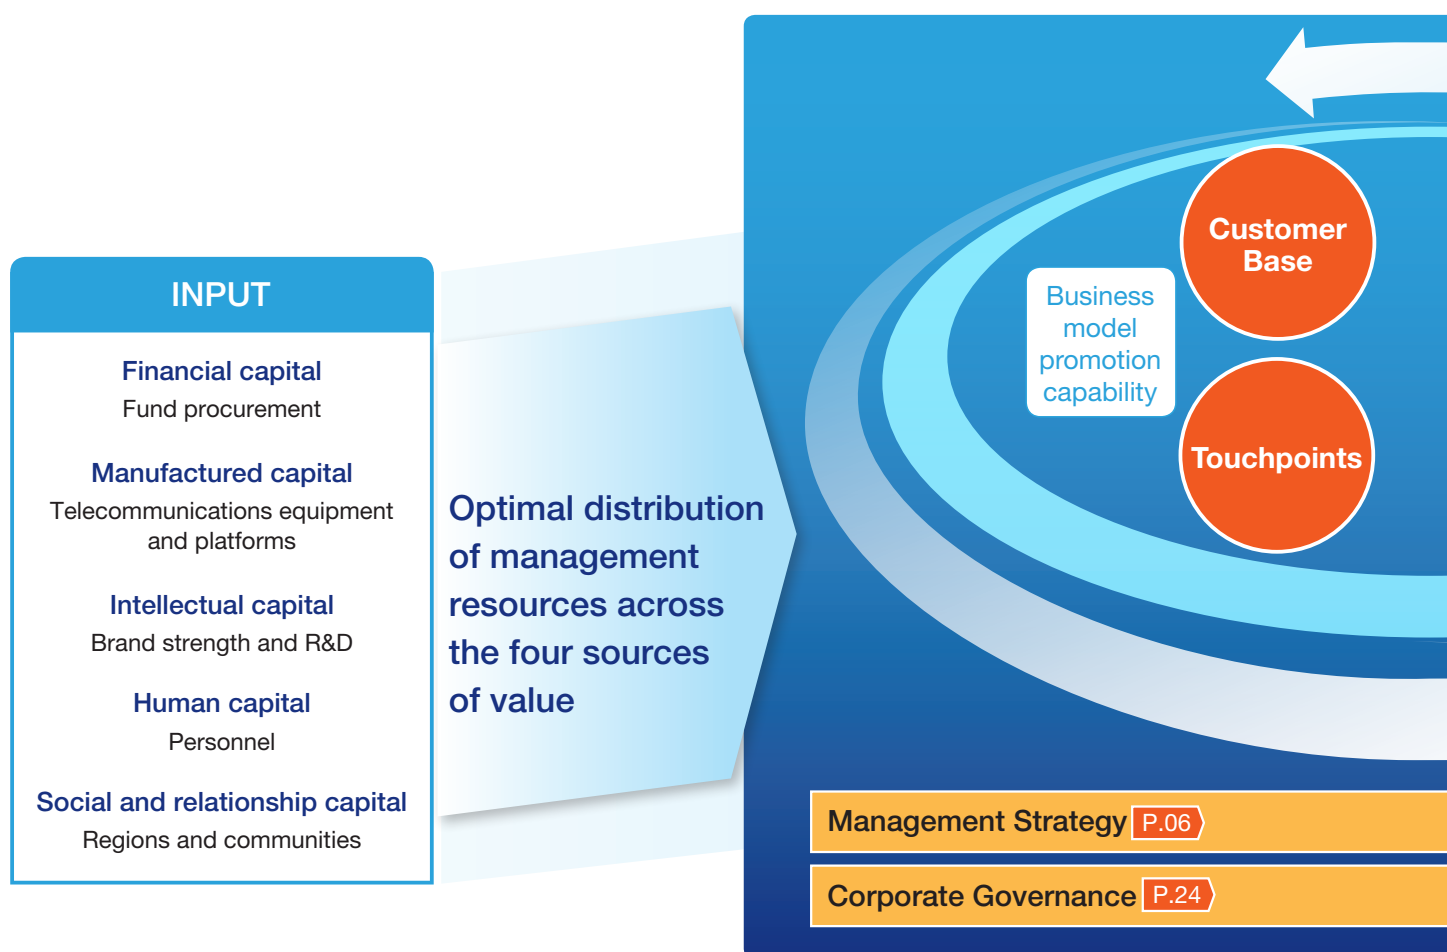 INPUT
Financial capital
Fund procurement
Manufactured capital
Telecommunications equipment
and platforms
Intellectual capital
Brand strength and R&D
Human capital
Personnel
Social and relationship capital
Regions and communities
Optimal distribution
of management
resources across
the four sources
of value
Business
model
promotion
capability
Customer
Base
Touchpoints
Management Strategy P.06
Corporate Governance P.24